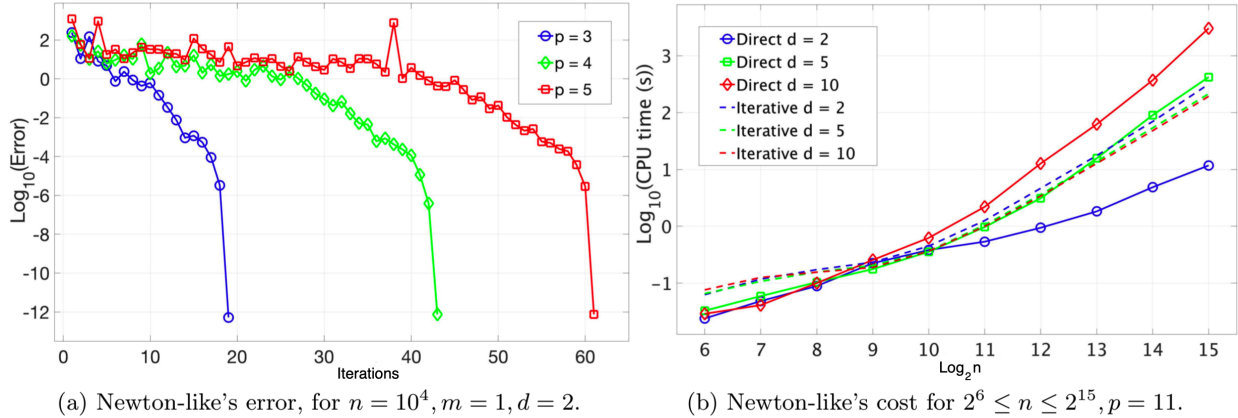 2
0
-2
-4
-6
-8
-10
-12
Log10(Error)
0
10
20
30
40
50
60
Iterations
p = 3
p = 4
p = 5
(a) Newton-like's error, for n = 10^4, m = 1, d = 2.
3
2
1
0
-1
Log10(CPU time (s))
6
7
8
9
10
11
12
13
14
15
Log2n
Direct d = 2
Direct d = 5
Direct d = 10
Iterative d = 2
Iterative d = 5
Iterative d = 10
(b) Newton-like's cost for 2^6 ≤ n ≤ 2^15, p = 11.